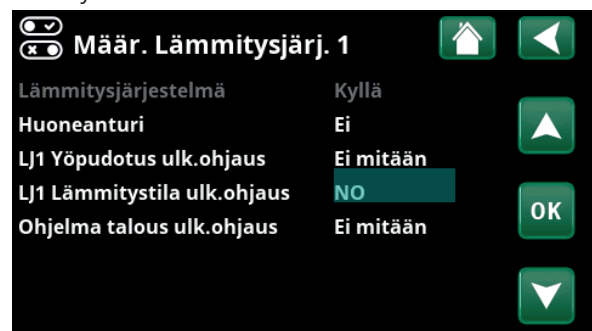 Määr. Lämmitysjärj. 1
Lämmitysjärjestelmä Kyllä
Huoneanturi Ei
LJ1 Yöpudotus ulk.ohjaus Ei mitään
LJ1 Lämmitystila ulk.ohjaus NO
Ohjelma talous ulk.ohjaus Ei mitään
OK